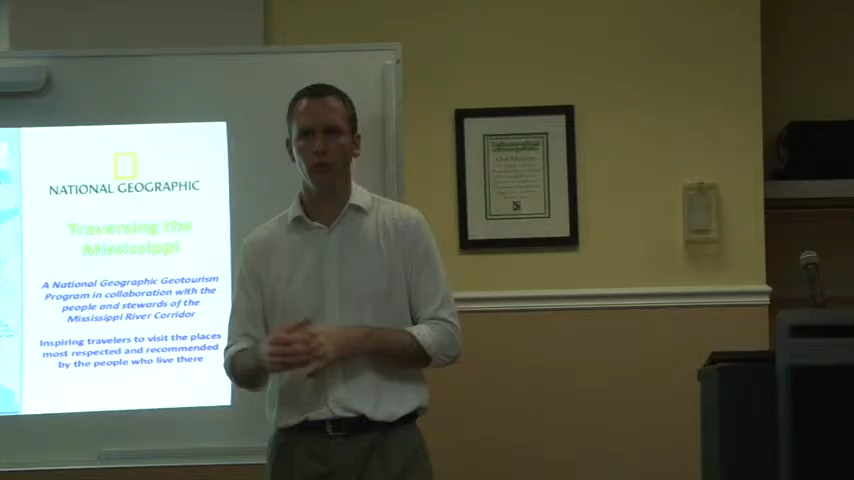 NATIONAL GEOGRAPHIC
Traversing the
Mississippi
A National Geographic Geotourism
Program in collaboration with the
people and stewards of the
Mississippi River Corridor
Inspiring travelers to visit the places
most respected and recommended
by the people who live there